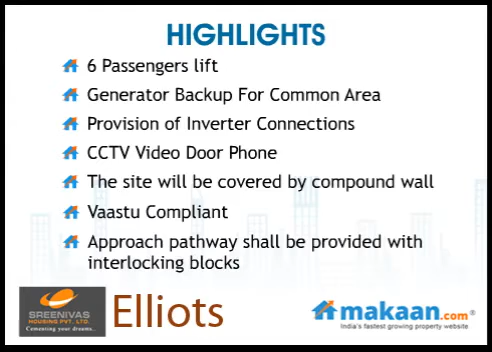 HIGHLIGHTS
6 Passengers lift
Generator Backup For Common Area
Provision of Inverter Connections
CCTV Video Door Phone
The site will be covered by compound wall
Vaastu Compliant
Approach pathway shall be provided with
interlocking blocks
SREENIVAS
HOUSING PVT. LTD.
Cementing your dreams..
Elliots
makaan.com®
India's fastest growing property website